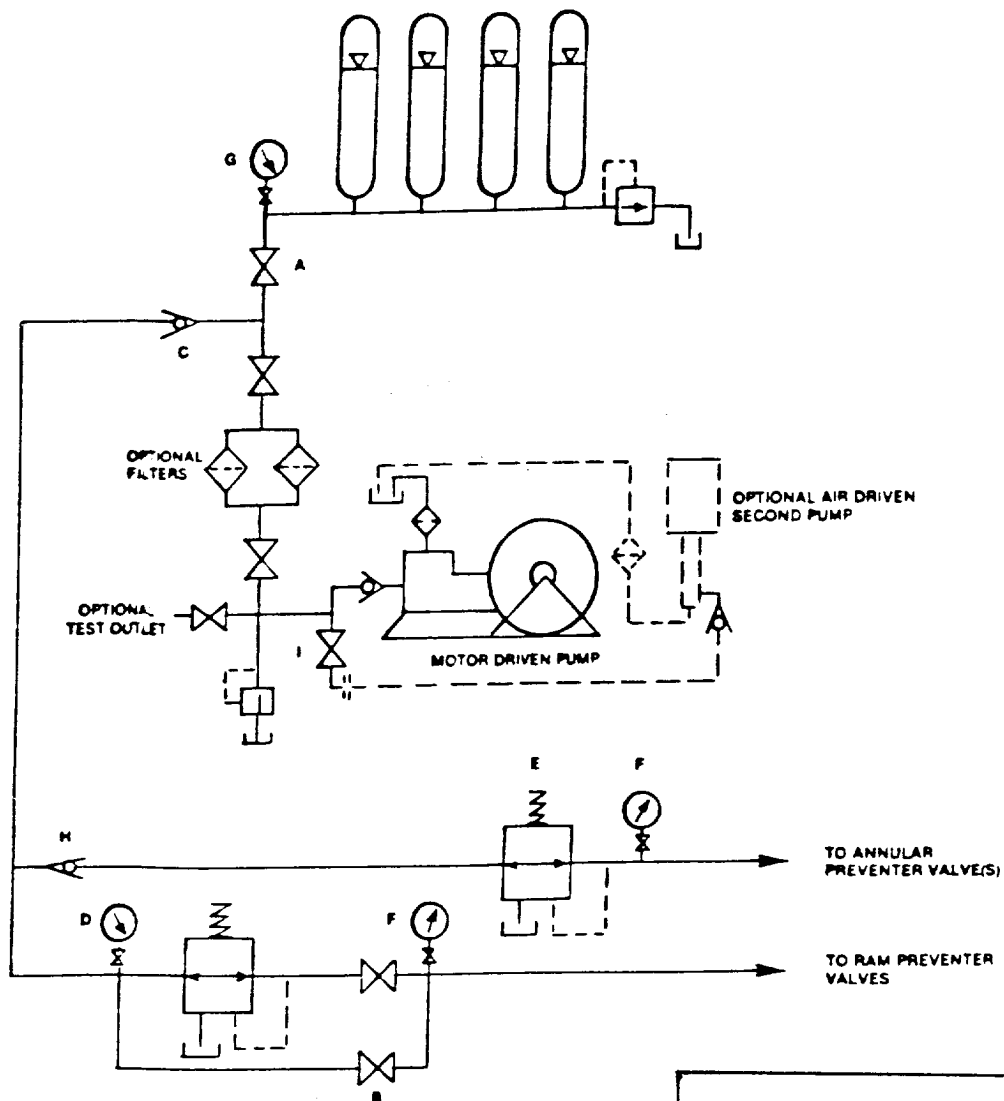 G
A
C
OPTIONAL
FILTERS
OPTIONAL AIR DRIVEN
SECOND PUMP
OPTIONAL
TEST OUTLET
I
MOTOR DRIVEN PUMP
E
F
H
TO ANNULAR
PREVENTER VALVE(S)
D
F
TO RAM PREVENTER
VALVES